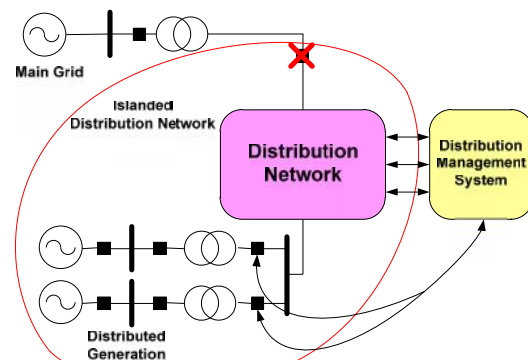 Main Grid
Islanded
Distribution Network
Distribution
Network
Distribution
Management
System
Distributed
Generation